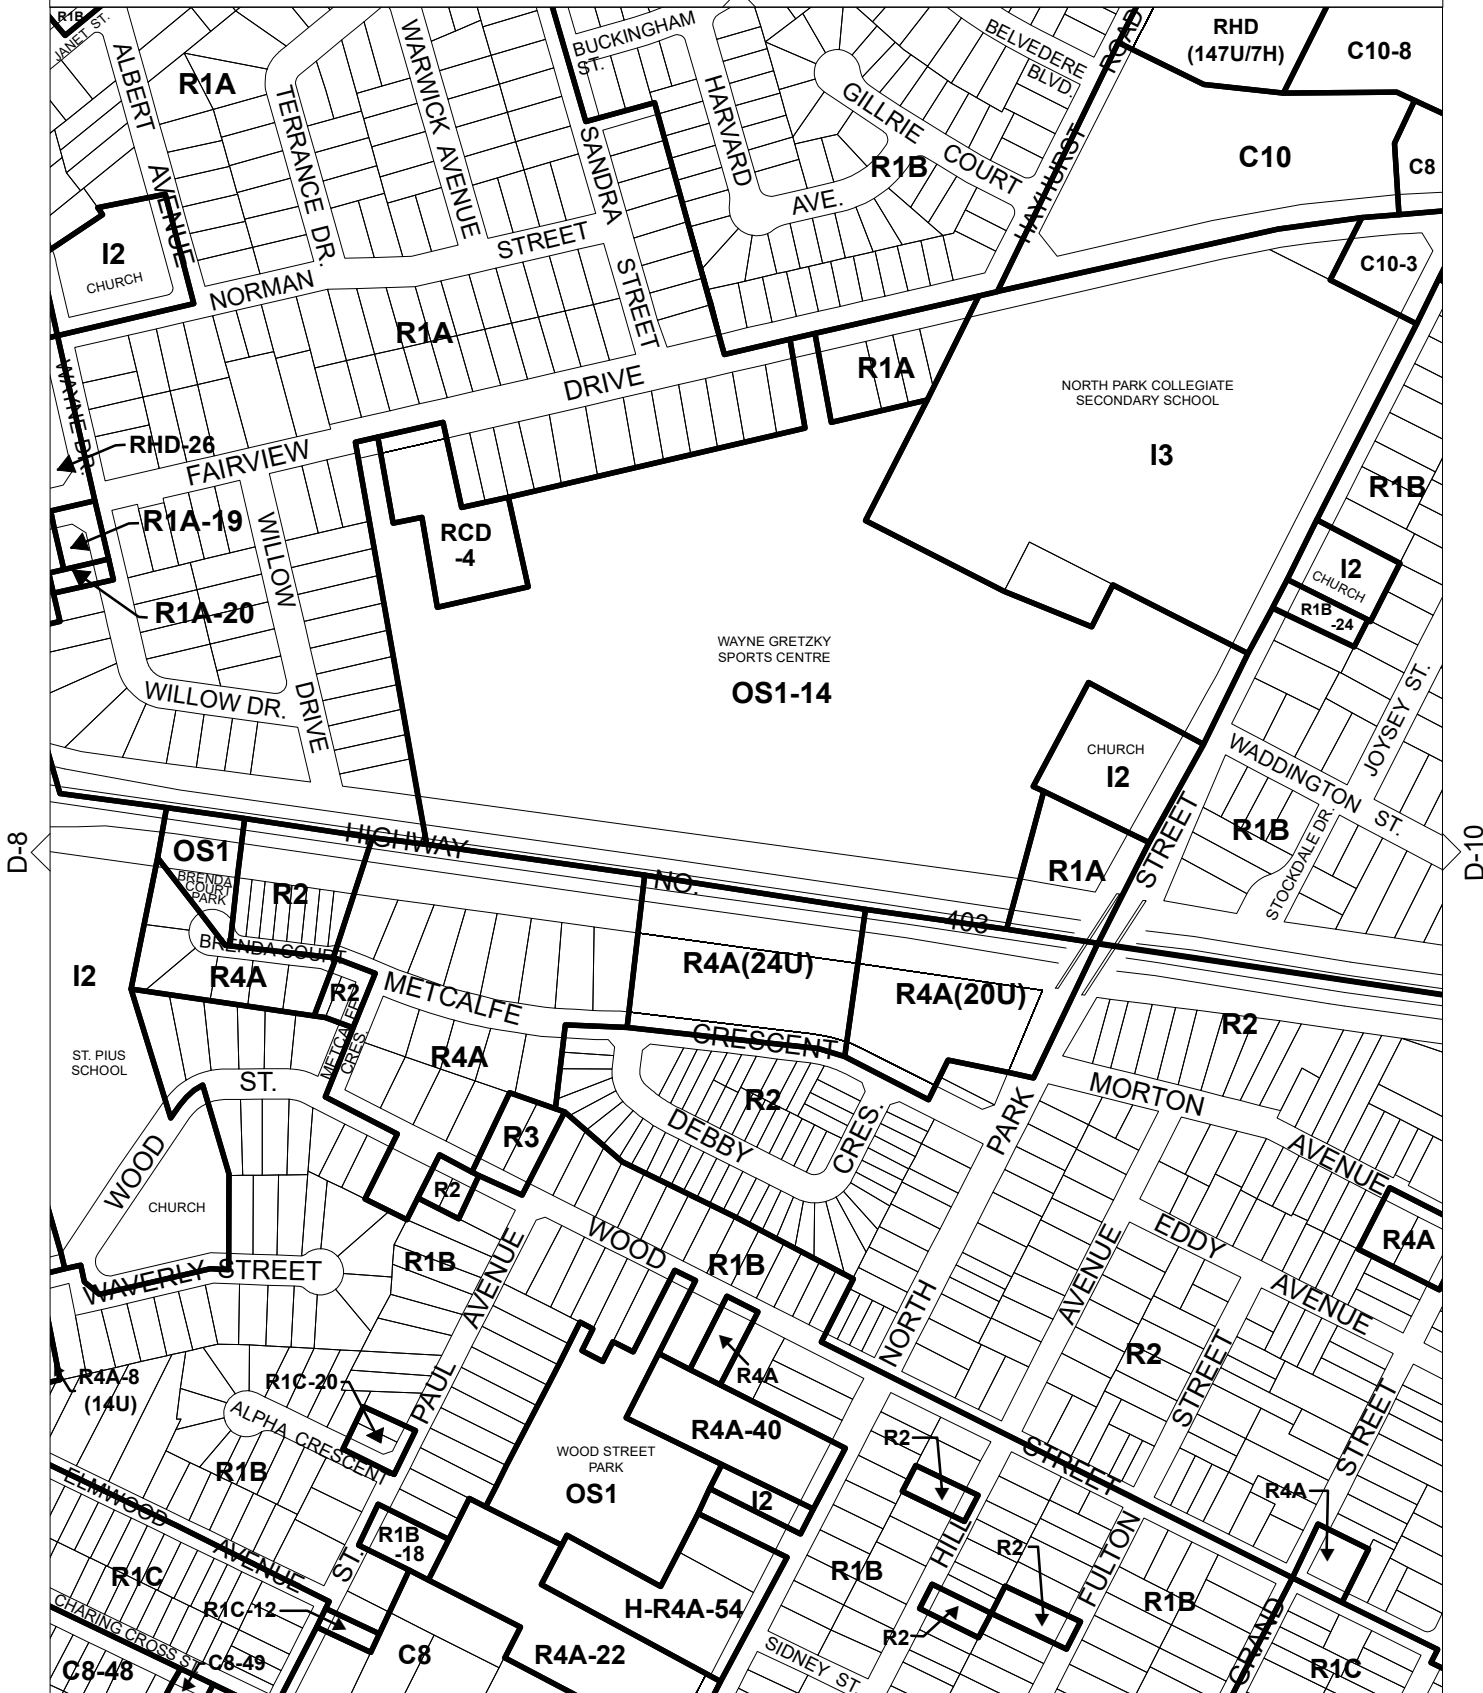 R1B
JANET ST.
ALBERT
AVENUE
R1A
TERRANCE DR.
WARWICK AVENUE
BUCKINGHAM
ST.
SANDRA
STREET
HARVARD
AVE.
GILLRIE COURT
R1B
BELVEDERE
BLVD.
HAYHURST ROAD
RHD
(147U/7H)
C10-8
C10
C8
C10-3
I2
CHURCH
NORMAN
STREET
R1A
WAYNE DR.
RHD-26
FAIRVIEW
DRIVE
R1A
NORTH PARK COLLEGIATE
SECONDARY SCHOOL
I3
R1B
R1A-19
R1A-20
WILLOW
DRIVE
WILLOW DR.
RCD
-4
WAYNE GRETZKY
SPORTS CENTRE
OS1-14
I2
CHURCH
R1B
-24
JOYSEY ST.
WADDINGTON ST.
CHURCH
I2
R1A
STREET
R1B
STOCKDALE DR.
D-8
D-10
HIGHWAY
NO.
403
OS1
BRENDA
COURT
PARK
R2
BRENDA COURT
R4A
R2
I2
ST. PIUS
SCHOOL
METCALFE
CRES.
METCALFE
CRESCENT
R4A(24U)
R4A(20U)
R2
R4A
ST.
WOOD
CHURCH
R3
R2
R2
DEBBY
CRES.
PARK
MORTON
AVENUE
R4A
EDDY
AVENUE
WAVERLY STREET
R1B
AVENUE
WOOD
R1B
NORTH
AVENUE
R2
STREET
STREET
R4A-8
(14U)
R1C-20
PAUL
ALPHA CRESCENT
R1B
R4A
R4A-40
WOOD STREET
PARK
OS1
I2
R2
STREET
R4A
ELMWOOD
AVENUE
R1B
-18
ST.
R1C
R1C-12
CHARING CROSS ST.
C8-48
C8-49
C8
R4A-22
H-R4A-54
R1B
HILL
R2
R2
FULTON
R1B
SIDNEY ST.
GRAND
R1C